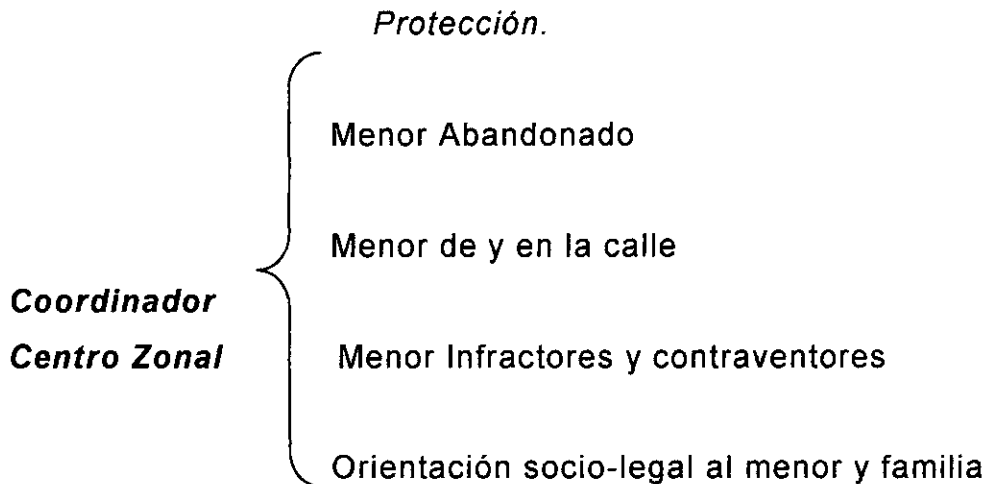 Protección.
Menor Abandonado
Menor de y en la calle
Coordinador
Centro Zonal
Menor Infractores y contraventores
Orientación socio-legal al menor y familia